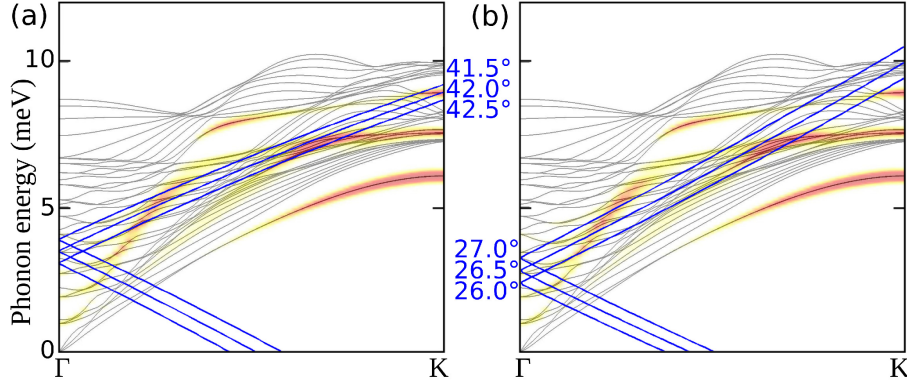 (a)
(b)
Phonon energy (meV)
10
5
0
Γ
K
Γ
K
41.5°
42.0°
42.5°
27.0°
26.5°
26.0°